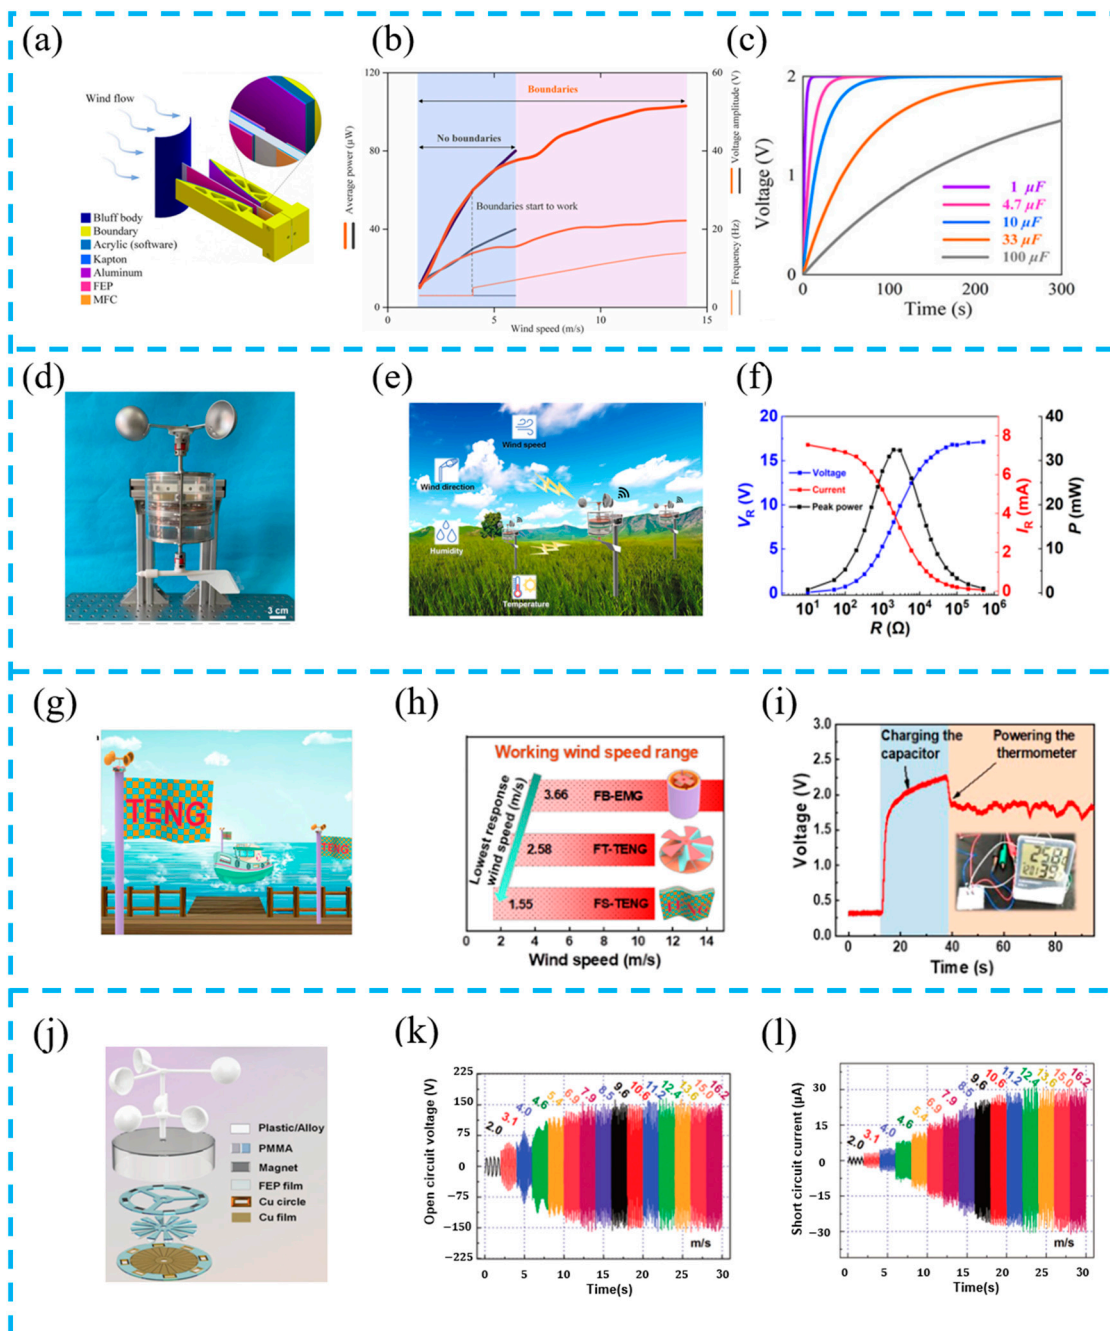 (a)
Wind flow
Bluff body
Boundary
Acrylic (software)
Kapton
Aluminum
FEP
MFC
(b)
120
80
40
0
Average power (μW)
60
40
20
0
Voltage amplitude (V)
Frequency (Hz)
Boundaries
No boundaries
Boundaries start to work
0
5
10
15
Wind speed (m/s)
(c)
2
1
0
Voltage (V)
1 μF
4.7 μF
10 μF
33 μF
100 μF
0
100
200
300
Time (s)
(d)
3 cm
(e)
Wind speed
Wind direction
Humidity
Temperature
(f)
20
15
10
5
0
V_R (V)
Voltage
Current
Peak power
8
6
4
2
0
I_R (mA)
40
30
20
10
0
P (mW)
10¹ 10² 10³ 10⁴ 10⁵ 10⁶
R (Ω)
(g)
TENG
TENG
(h)
Working wind speed range
Lowest response
wind speed (m/s)
3.66 FB-EMG
2.58 FT-TENG
1.55 FS-TENG
TENG
0 2 4 6 8 10 12 14
Wind speed (m/s)
(i)
3.0
2.5
2.0
1.5
1.0
0.5
0.0
Voltage (V)
Charging the
capacitor
Powering the
thermometer
0 20 40 60 80
Time (s)
(j)
Plastic/Alloy
PMMA
Magnet
FEP film
Cu circle
Cu film
(k)
225
150
75
0
−75
−150
−225
Open circuit voltage (V)
2.0 3.1 4.0 4.6 5.4 6.9 7.9 8.5 9.6 10.6 11.2 12.4 13.6 15.0 16.2
m/s
0 5 10 15 20 25 30
Time(s)
(l)
30
15
0
−15
−30
Short circuit current (μA)
2.0 3.1 4.0 4.6 5.4 6.9 7.9 8.5 9.6 10.6 11.2 12.4 13.6 15.0 16.2
m/s
0 5 10 15 20 25 30
Time(s)